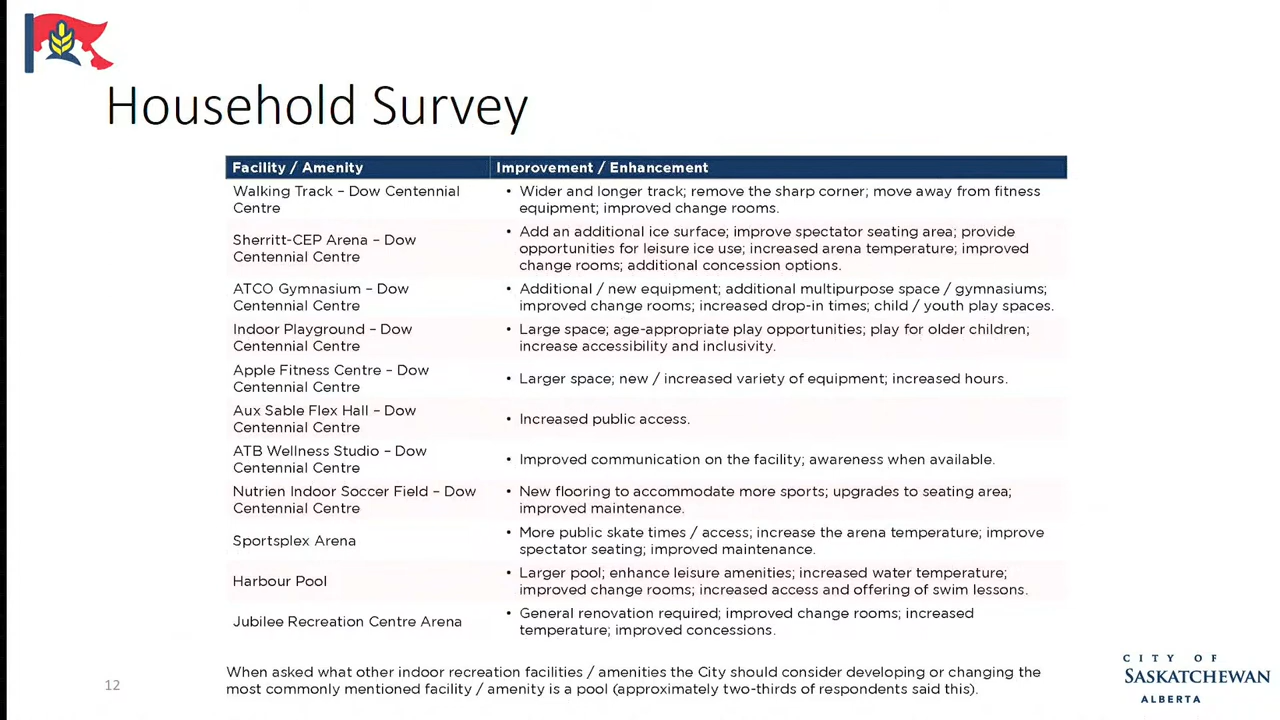 Household Survey
Facility / Amenity
Improvement / Enhancement
Walking Track – Dow Centennial
Centre
• Wider and longer track; remove the sharp corner; move away from fitness
equipment; improved change rooms.
Sherritt-CEP Arena – Dow
Centennial Centre
• Add an additional ice surface; improve spectator seating area; provide
opportunities for leisure ice use; increased arena temperature; improved
change rooms; additional concession options.
ATCO Gymnasium – Dow
Centennial Centre
• Additional / new equipment; additional multipurpose space / gymnasiums;
improved change rooms; increased drop-in times; child / youth play spaces.
Indoor Playground – Dow
Centennial Centre
• Large space; age-appropriate play opportunities; play for older children;
increase accessibility and inclusivity.
Apple Fitness Centre – Dow
Centennial Centre
• Larger space; new / increased variety of equipment; increased hours.
Aux Sable Flex Hall – Dow
Centennial Centre
• Increased public access.
ATB Wellness Studio – Dow
Centennial Centre
• Improved communication on the facility; awareness when available.
Nutrien Indoor Soccer Field – Dow
Centennial Centre
• New flooring to accommodate more sports; upgrades to seating area;
improved maintenance.
Sportsplex Arena
• More public skate times / access; increase the arena temperature; improve
spectator seating; improved maintenance.
Harbour Pool
• Larger pool; enhance leisure amenities; increased water temperature;
improved change rooms; increased access and offering of swim lessons.
Jubilee Recreation Centre Arena
• General renovation required; improved change rooms; increased
temperature; improved concessions.
When asked what other indoor recreation facilities / amenities the City should consider developing or changing the
most commonly mentioned facility / amenity is a pool (approximately two-thirds of respondents said this).
12
CITY OF
SASKATCHEWAN
ALBERTA